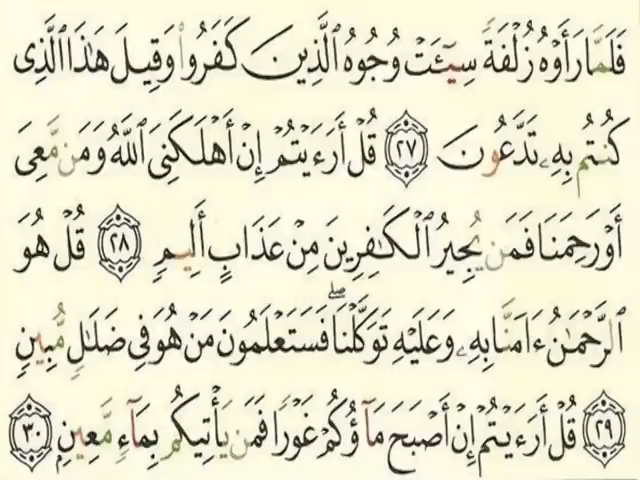 فَلَمَّا رَأَوْهُ زُلْفَةً سِيٓـَٔتْ وُجُوهُ ٱلَّذِينَ كَفَرُوا۟ وَقِيلَ هَٰذَا ٱلَّذِى
كُنتُم بِهِۦ تَدَّعُونَ ٢٧ قُلْ أَرَءَيْتُمْ إِنْ أَهْلَكَنِىَ ٱللَّهُ وَمَن مَّعِىَ
أَوْ رَحِمَنَا فَمَن يُجِيرُ ٱلْكَٰفِرِينَ مِنْ عَذَابٍ أَلِيمٍ ٢٨ قُلْ هُوَ
ٱلرَّحْمَٰنُ ءَامَنَّا بِهِۦ وَعَلَيْهِ تَوَكَّلْنَا ۖ فَسَتَعْلَمُونَ مَنْ هُوَ فِى ضَلَٰلٍ مُّبِينٍ
٢٩ قُلْ أَرَءَيْتُمْ إِنْ أَصْبَحَ مَآؤُكُمْ غَوْرًا فَمَن يَأْتِيكُم بِمَآءٍ مَّعِينٍۭ ٣٠